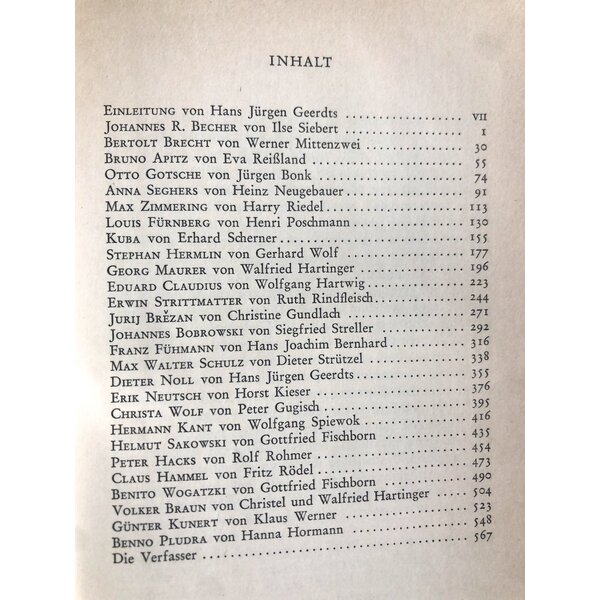 INHALT
EINLEITUNG von Hans Jürgen Geerdts .................... VII
JOHANNES R. BECHER von Ilse Siebert .................... 1
BERTOLT BRECHT von Werner Mittenzwei .................... 30
BRUNO APITZ von Eva Reißland .................... 55
OTTO GOTSCHE von Jürgen Bonk .................... 74
ANNA SEGHERS von Heinz Neugebauer .................... 91
MAX ZIMMERING von Harry Riedel .................... 113
LOUIS FÜRNBERG von Henri Poschmann .................... 130
KUBA von Erhard Scherner .................... 155
STEPHAN HERMLIN von Gerhard Wolf .................... 177
GEORG MAURER von Walfried Hartinger .................... 196
EDUARD CLAUDIUS von Wolfgang Hartwig .................... 223
ERWIN STRITTMATTER von Ruth Rindfleisch .................... 244
JURIJ BRĚZAN von Christine Gundlach .................... 271
JOHANNES BOBROWSKI von Siegfried Streller .................... 292
FRANZ FÜHMANN von Hans Joachim Bernhard .................... 316
MAX WALTER SCHULZ von Dieter Strützel .................... 338
DIETER NOLL von Hans Jürgen Geerdts .................... 355
ERIK NEUTSCH von Horst Kieser .................... 376
CHRISTA WOLF von Peter Gugisch .................... 395
HERMANN KANT von Wolfgang Spiewok .................... 416
HELMUT SAKOWSKI von Gottfried Fischborn .................... 435
PETER HACKS von Rolf Rohmer .................... 454
CLAUS HAMMEL von Fritz Rödel .................... 473
BENITO WOGATZKI von Gottfried Fischborn .................... 490
VOLKER BRAUN von Christel und Walfried Hartinger .................... 504
GÜNTER KUNERT von Klaus Werner .................... 523
BENNO PLUDRA von Hanna Hormann .................... 548
Die Verfasser .................... 567